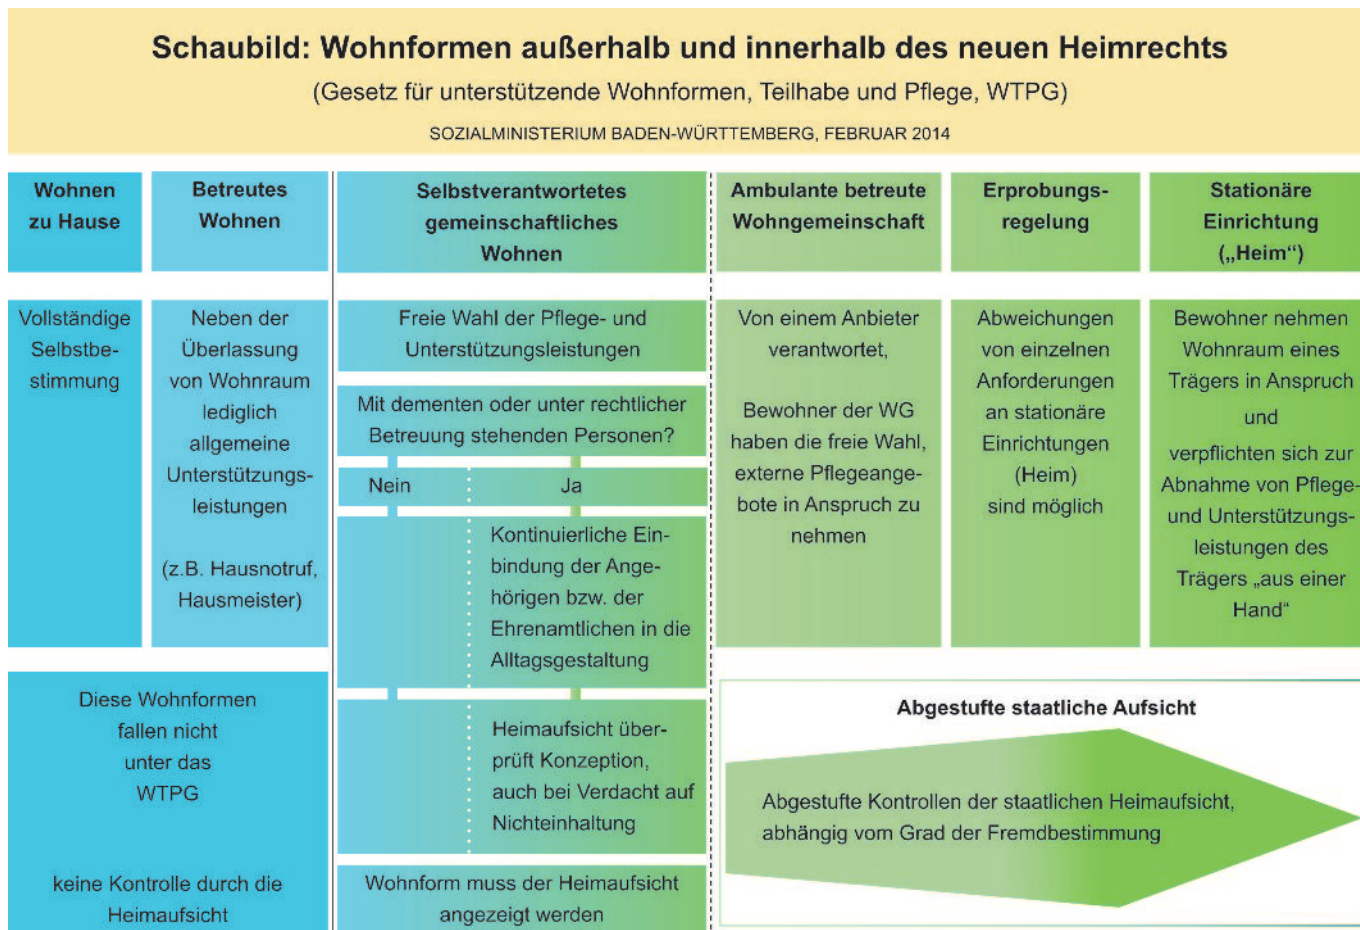 Schaubild: Wohnformen außerhalb und innerhalb des neuen Heimrechts
(Gesetz für unterstützende Wohnformen, Teilhabe und Pflege, WTPG)
SOZIALMINISTERIUM BADEN-WÜRTTEMBERG, FEBRUAR 2014
Wohnen
zu Hause
Betreutes
Wohnen
Selbstverantwortetes
gemeinschaftliches
Wohnen
Ambulante betreute
Wohngemeinschaft
Erprobungs-
regelung
Stationäre
Einrichtung
(„Heim“)
Vollständige
Selbstbe-
stimmung
Neben der
Überlassung
von Wohnraum
lediglich
allgemeine
Unterstützungs-
leistungen
(z.B. Hausnotruf,
Hausmeister)
Freie Wahl der Pflege- und
Unterstützungsleistungen
Mit dementen oder unter rechtlicher
Betreuung stehenden Personen?
Nein
Ja
Kontinuierliche Ein-
bindung der Ange-
hörigen bzw. der
Ehrenamtlichen in die
Alltagsgestaltung
Heimaufsicht über-
prüft Konzeption,
auch bei Verdacht auf
Nichteinhaltung
Wohnform muss der Heimaufsicht
angezeigt werden
Von einem Anbieter
verantwortet,
Bewohner der WG
haben die freie Wahl,
externe Pflegeange-
bote in Anspruch zu
nehmen
Abweichungen
von einzelnen
Anforderungen
an stationäre
Einrichtungen
(Heim)
sind möglich
Bewohner nehmen
Wohnraum eines
Trägers in Anspruch
und
verpflichten sich zur
Abnahme von Pflege-
und Unterstützungs-
leistungen des
Trägers „aus einer
Hand“
Diese Wohnformen
fallen nicht
unter das
WTPG
keine Kontrolle durch die
Heimaufsicht
Abgestufte staatliche Aufsicht
Abgestufte Kontrollen der staatlichen Heimaufsicht,
abhängig vom Grad der Fremdbestimmung